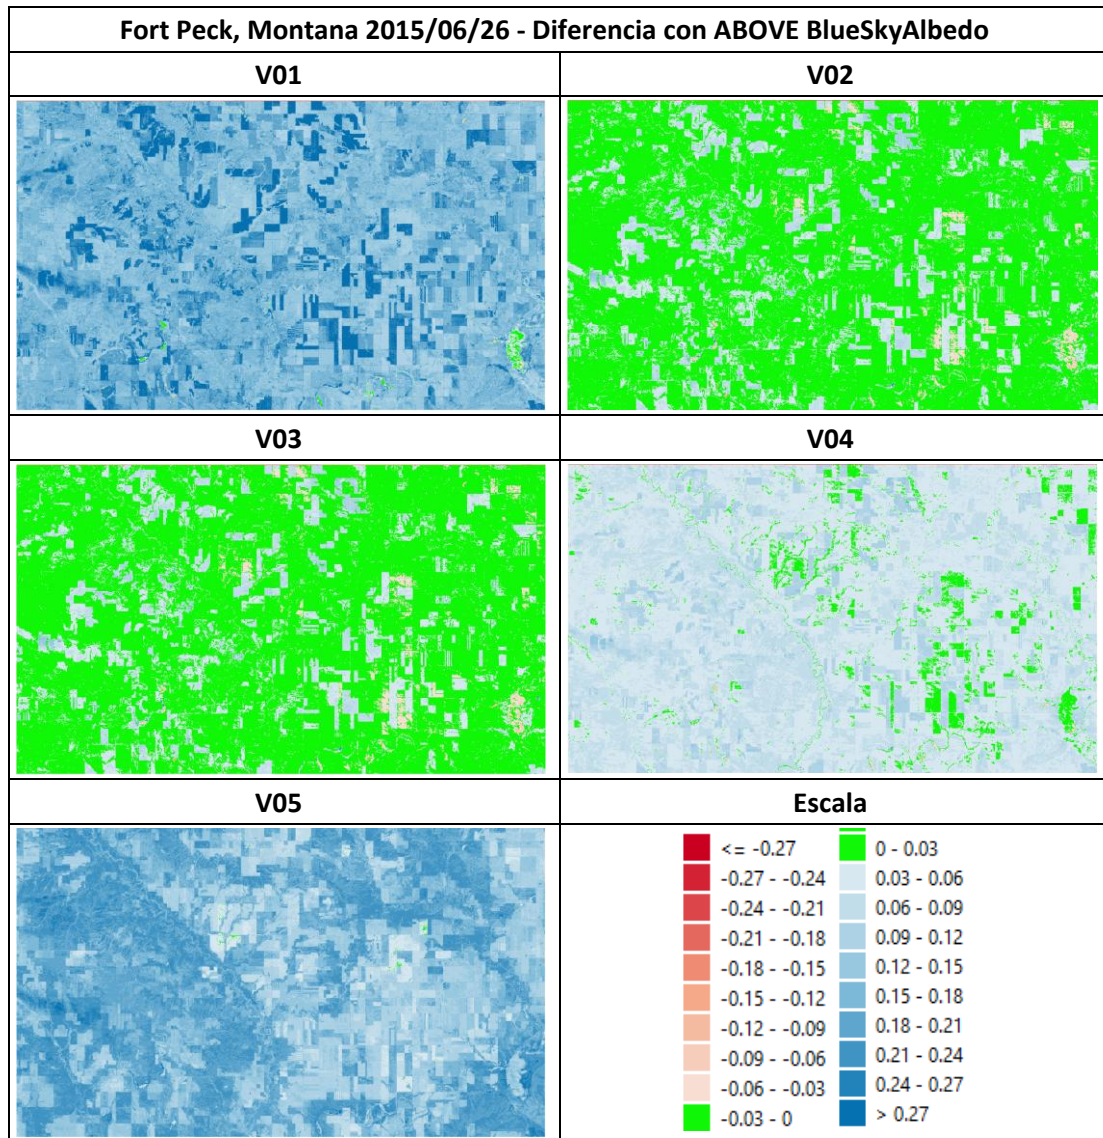 Fort Peck, Montana 2015/06/26 - Diferencia con ABOVE BlueSkyAlbedo
V01
V02
V03
V04
V05
Escala
<= -0.27
-0.27 - -0.24
-0.24 - -0.21
-0.21 - -0.18
-0.18 - -0.15
-0.15 - -0.12
-0.12 - -0.09
-0.09 - -0.06
-0.06 - -0.03
-0.03 - 0
0 - 0.03
0.03 - 0.06
0.06 - 0.09
0.09 - 0.12
0.12 - 0.15
0.15 - 0.18
0.18 - 0.21
0.21 - 0.24
0.24 - 0.27
> 0.27